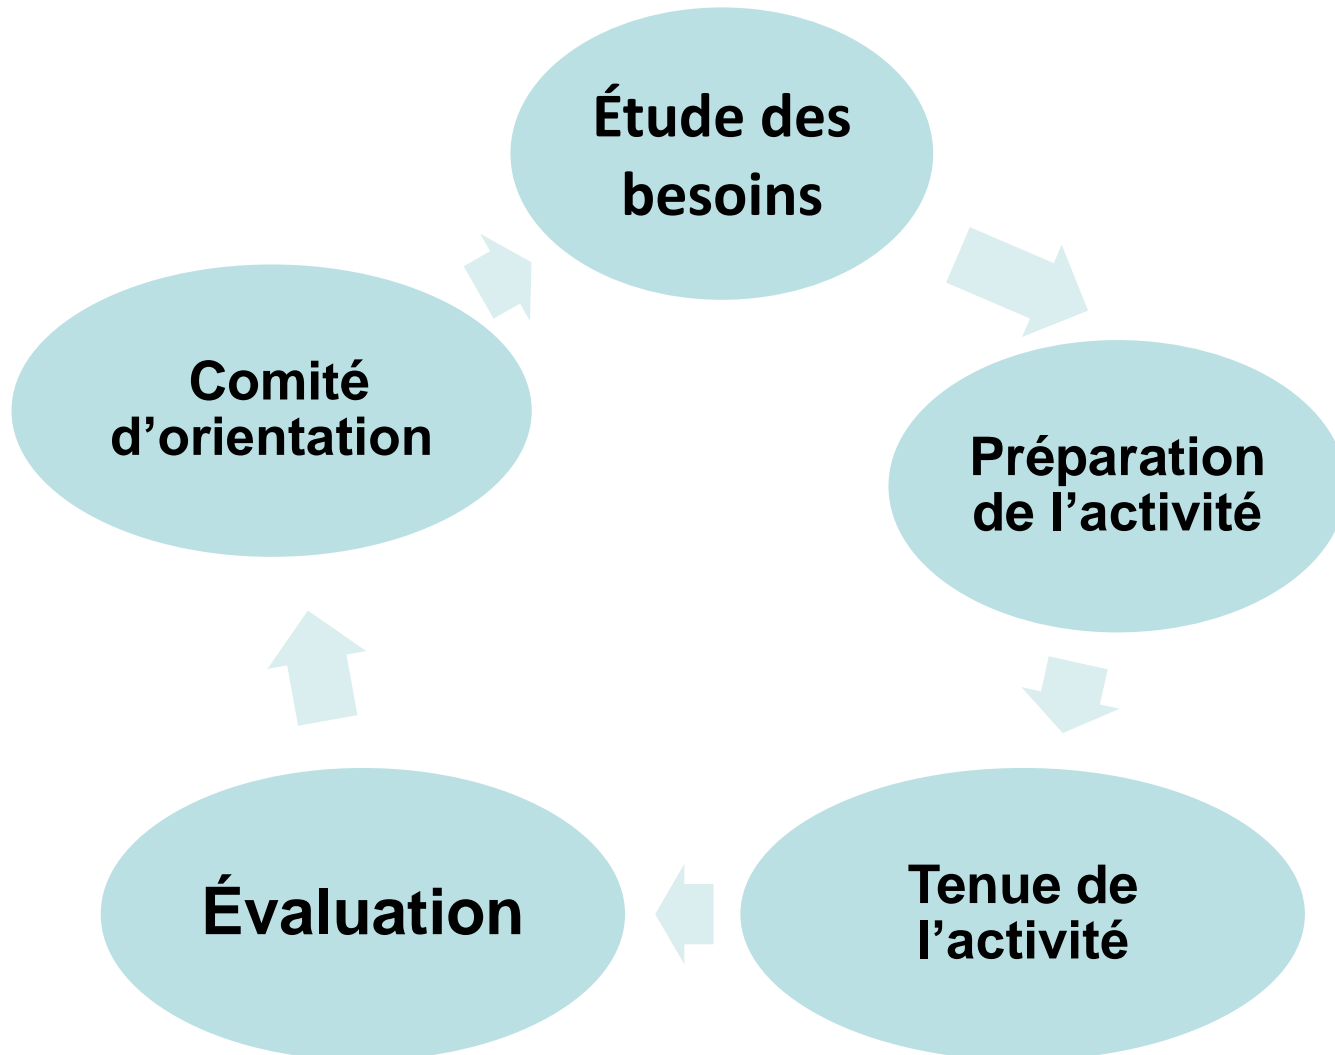 Étude des
besoins
Préparation
de l’activité
Tenue de
l’activité
Évaluation
Comité
d’orientation